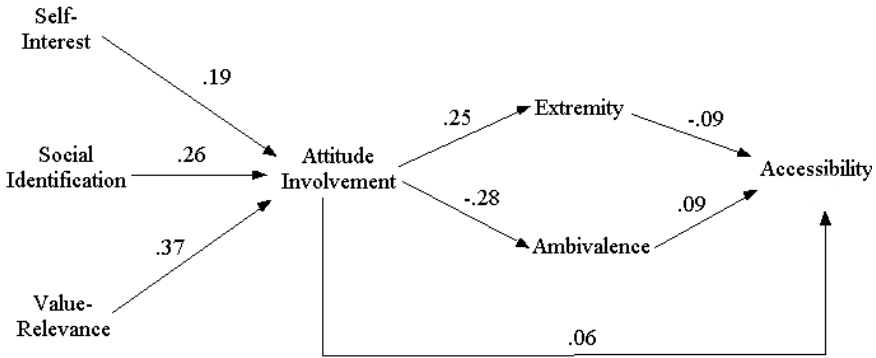 Self-
Interest
.19
Social
Identification
.26
Value-
Relevance
.37
Attitude
Involvement
.25
-.28
Extremity
Ambivalence
-.09
.09
Accessibility
.06